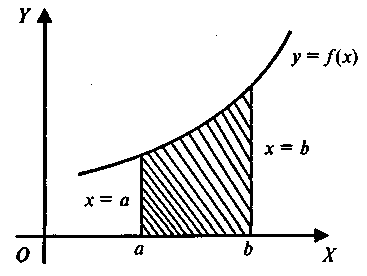 Y
y = f(x)
x = b
x = a
O a b X